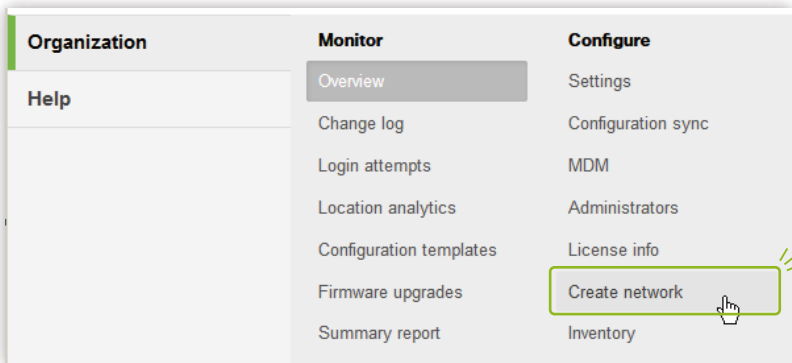 Organization
Help
Monitor
Overview
Change log
Login attempts
Location analytics
Configuration templates
Firmware upgrades
Summary report
Configure
Settings
Configuration sync
MDM
Administrators
License info
Create network
Inventory